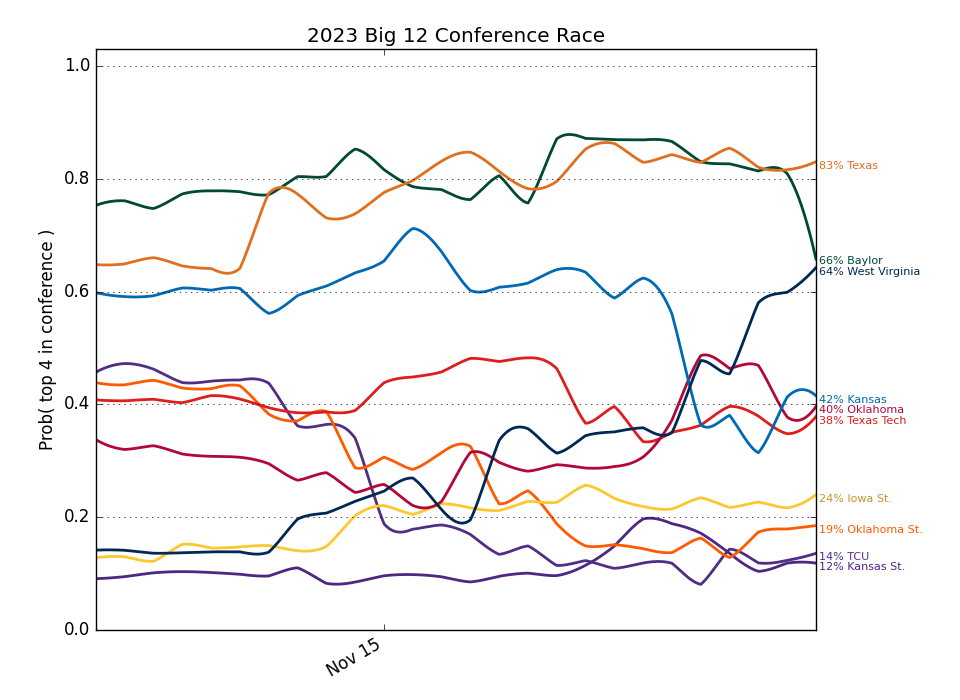 2023 Big 12 Conference Race
Prob( top 4 in conference )
1.0
0.8
0.6
0.4
0.2
0.0
Nov 15
83% Texas
66% Baylor
64% West Virginia
42% Kansas
40% Oklahoma
38% Texas Tech
24% Iowa St.
19% Oklahoma St.
14% TCU
12% Kansas St.